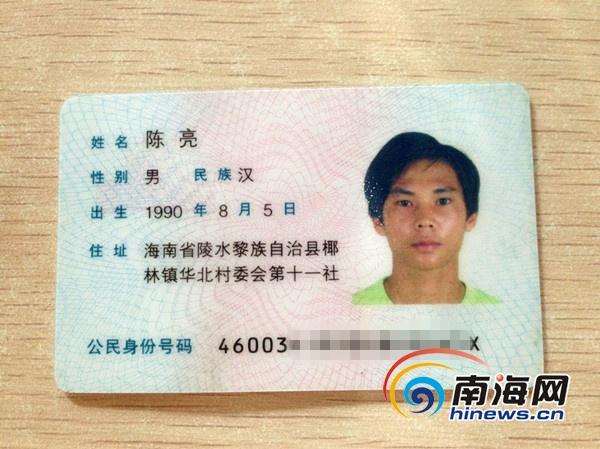 姓名 陈亮
性别 男 民族 汉
出生 1990 年 8 月 5 日
住址 海南省陵水黎族自治县椰
林镇华北村委会第十一社
公民身份号码 46003 X
南海网
hinews.cn